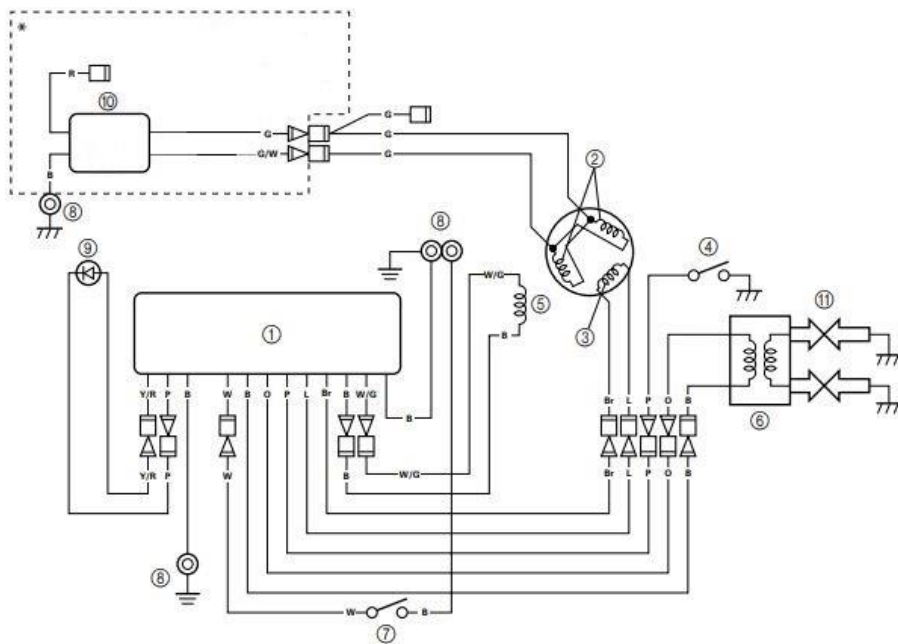 *
R
⑩
G
G
G/W
G
B
⑧
②
⑧
④
⑨
W/G
⑤
③
⑪
①
B
Y/R P B W B O P L Br B W/G
B
Br L P O B
⑥
W/G
Y/R P W B
Br L P O B
⑧
W
B
⑦